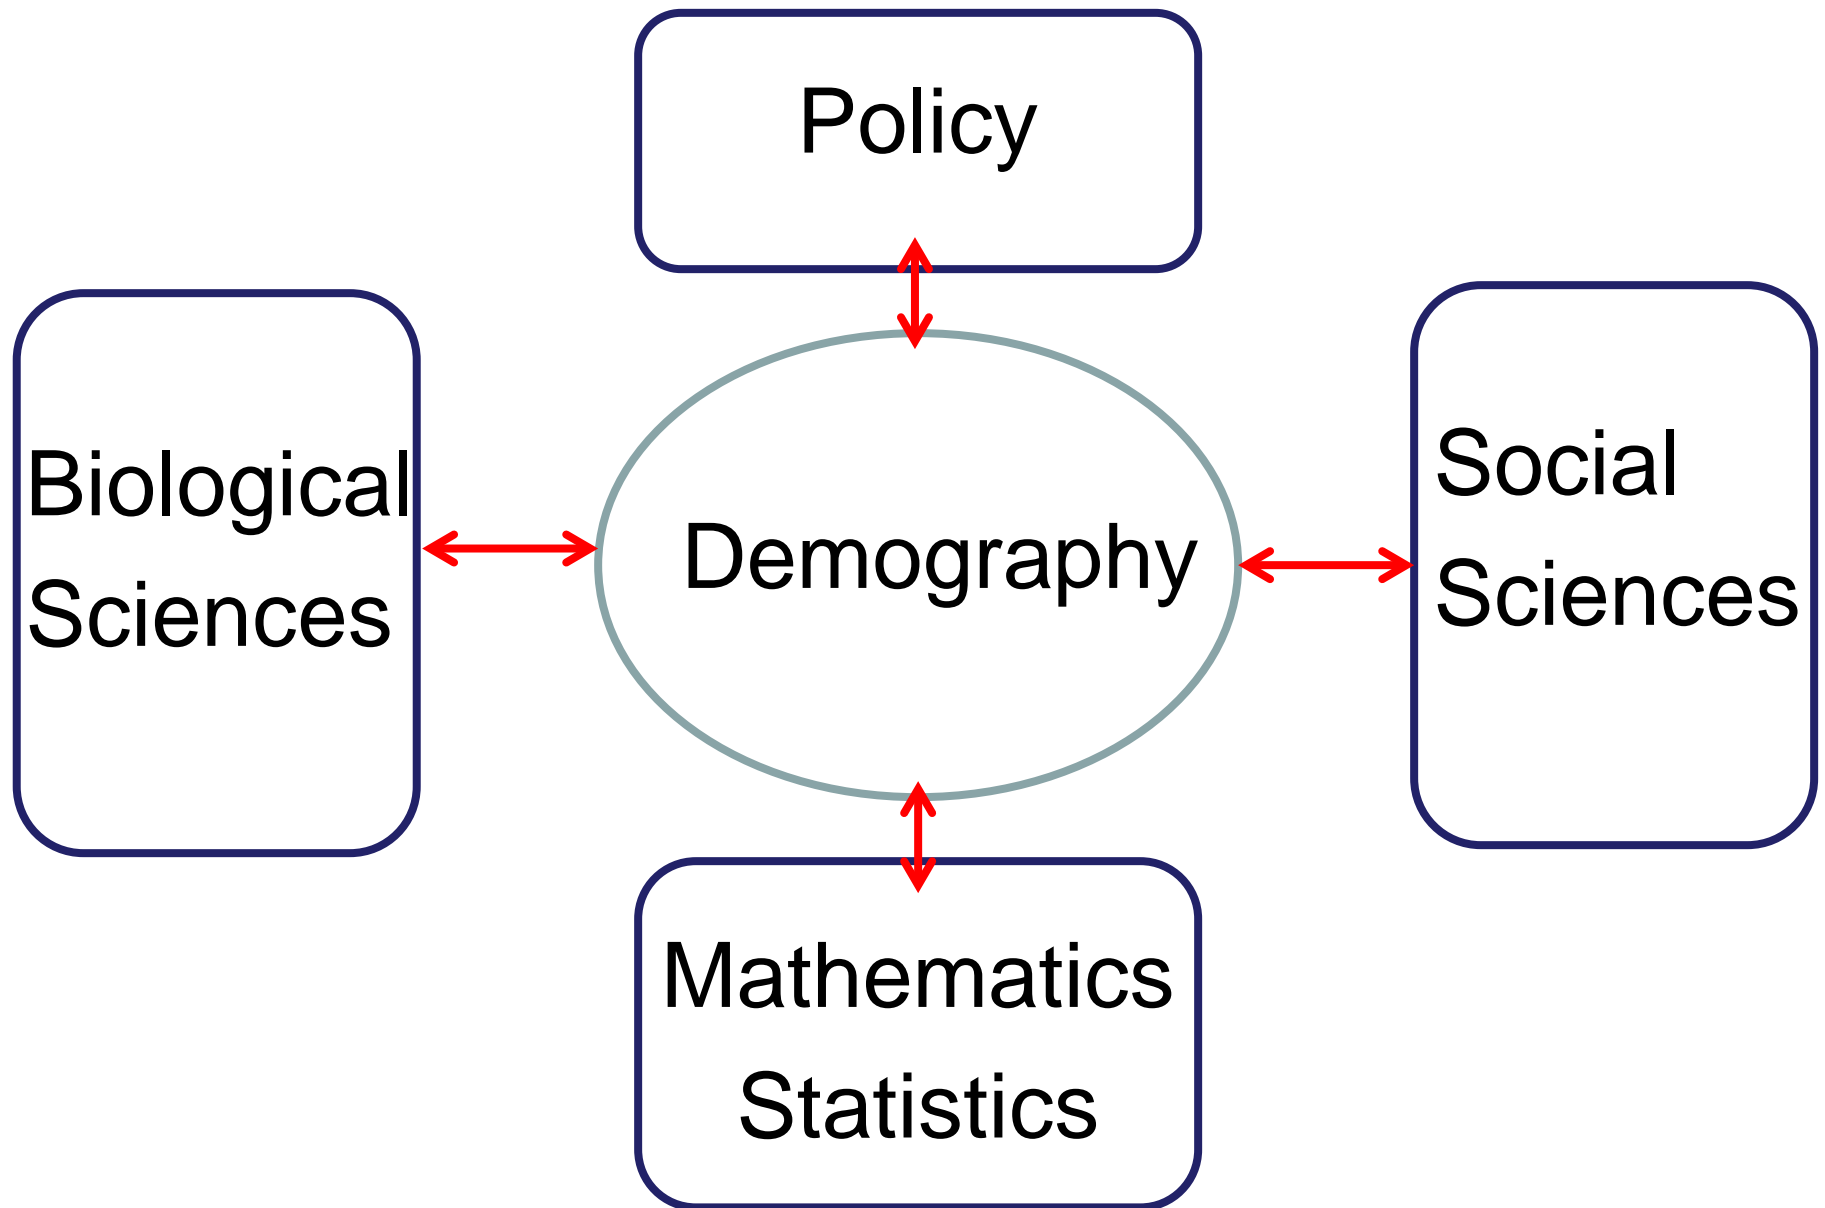 Policy
Biological
Sciences
Demography
Social
Sciences
Mathematics
Statistics